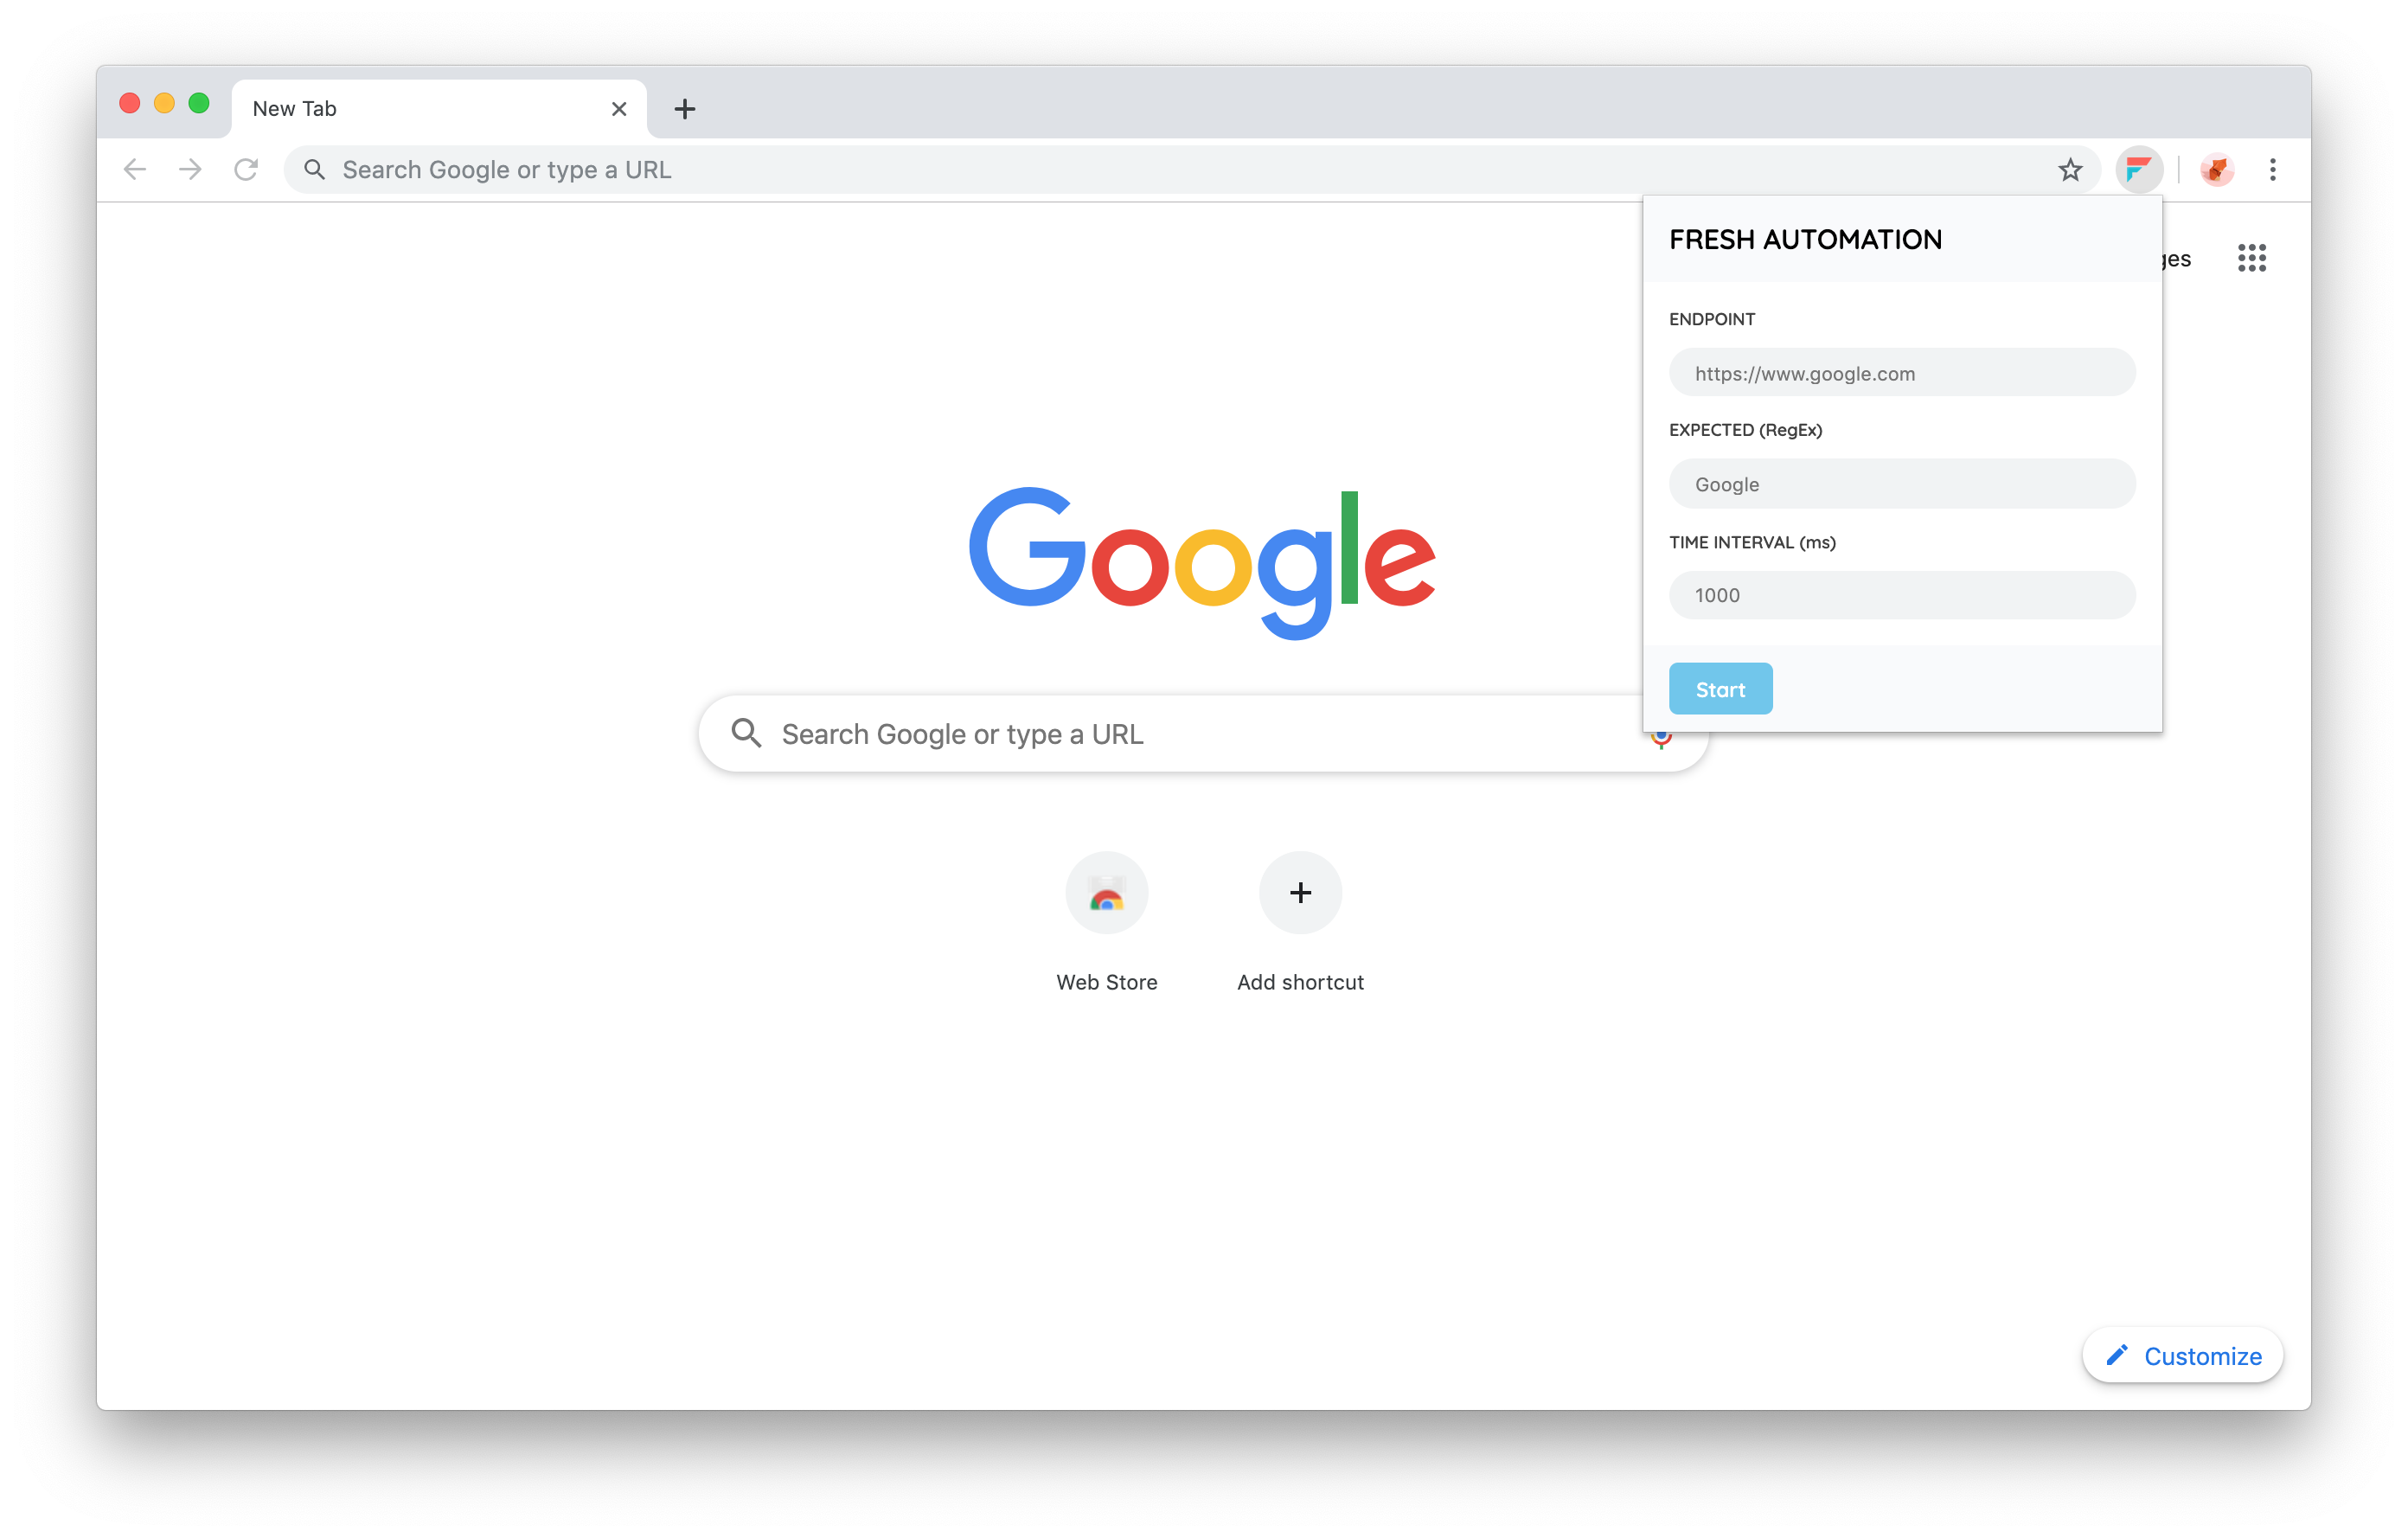 New Tab
Search Google or type a URL
FRESH AUTOMATION
ENDPOINT
https://www.google.com
EXPECTED (RegEx)
Google
TIME INTERVAL (ms)
1000
Start
Google
Search Google or type a URL
Web Store
Add shortcut
Customize